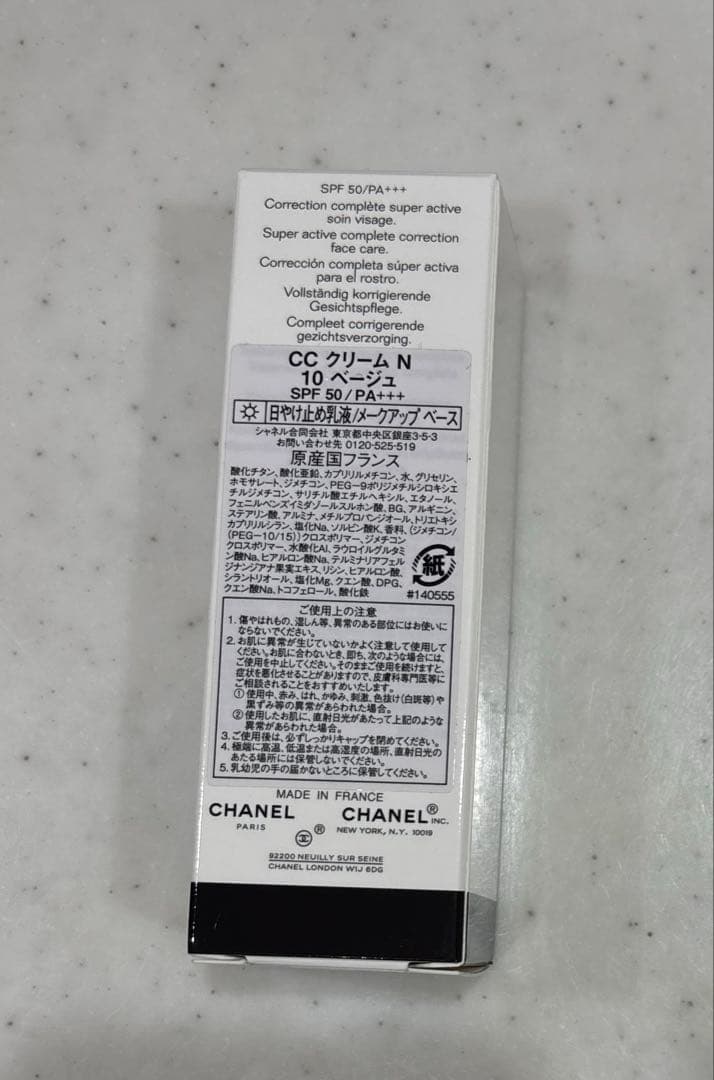 SPF 50/PA+++
Correction complète super active
soin visage.
Super active complete correction
face care.
Corrección completa súper activa
para el rostro.
Vollständig korrigierende
Gesichtspflege.
Compleet corrigerende
gezichtsverzorging.
CC クリーム N
10 ベージュ
SPF 50/PA+++
日やけ止め乳液/メークアップ ベース
シャネル合同会社 東京都中央区銀座3-5-3
お問い合わせ先 0120-525-519
原産国フランス
酸化チタン、酸化亜鉛、カプリリルメチコン、水、グリセリン、
ホモサレート、ジメチコン、PEG-9ポリジメチルシロキシエ
チルジメチコン、サリチル酸エチルヘキシル、エタノール、
フェニルベンズイミダゾールスルホン酸、BG、アルギニン、
ステアリン酸、アルミナ、メチルプロパンジオール、トリエトキシ
カプリリルシラン、塩化Na、ソルビン酸K、香料、(ジメチコン/
(PEG-10/15))クロスポリマー、ジメチコン
クロスポリマー、水酸化Al、ラウロイルグルタミ
ン酸Na、ヒアルロン酸Na、テルミナリアフェル
ジナンジアナ果実エキス、リシン、ヒアルロン酸、
シラントリオール、塩化Mg、クエン酸、DPG、
クエン酸Na、トコフェロール、酸化鉄
紙
#140555
ご使用上の注意
1. 傷やはれもの、湿しん等、異常のある部位にはお使いに
ならないでください。
2. お肌に異常が生じていないかよく注意して使用して
ください。お肌に合わないとき、即ち、次のような場合には、
ご使用を中止してください。そのままご使用を続けますと、
症状を悪化させることがありますので、皮膚科専門医等に
ご相談されることをおすすめいたします。
① 使用中、赤み、はれ、かゆみ、刺激、色抜け(白斑等)や
黒ずみ等の異常があらわれた場合。
② 使用したお肌に、直射日光があたって上記のような
異常があらわれた場合。
3. ご使用後は、必ずしっかりキャップを閉めてください。
4. 極端に高温、低温または高湿度の場所、直射日光の
あたる場所には保管しないでください。
5. 乳幼児の手の届かないところに保管してください。
MADE IN FRANCE
CHANEL CHANEL® INC.
PARIS ® NEW YORK, N.Y. 10019
92200 NEUILLY SUR SEINE
CHANEL LONDON W1J 6DG